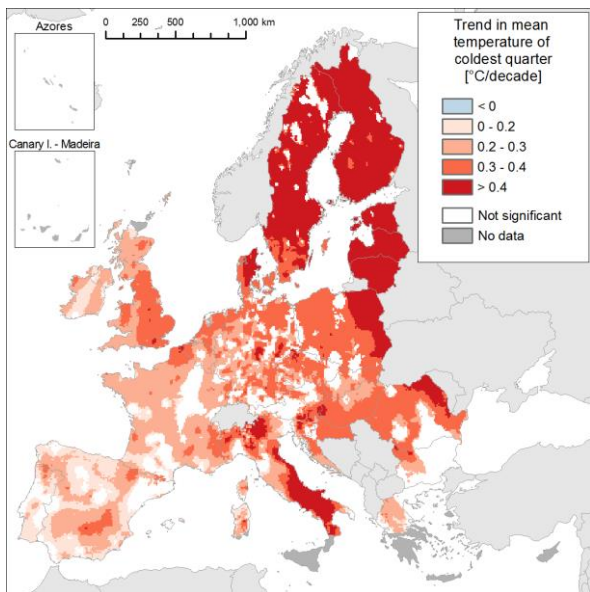 Azores
Canary I. - Madeira
0 250 500 1,000 km
Trend in mean
temperature of
coldest quarter
[°C/decade]
< 0
0 - 0.2
0.2 - 0.3
0.3 - 0.4
> 0.4
Not significant
No data